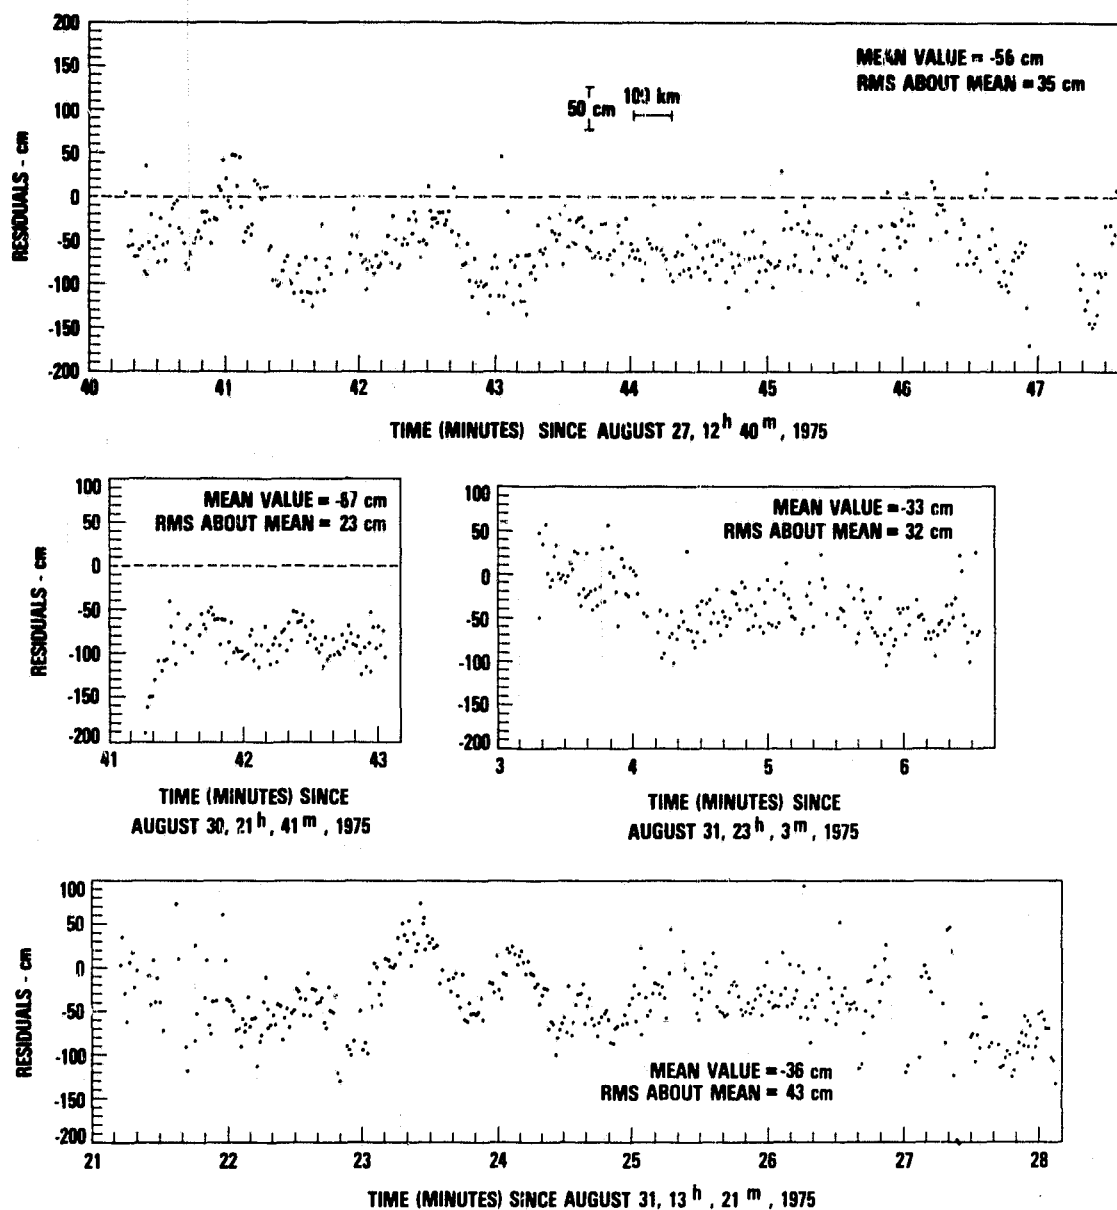 200
150
100
50
0
-50
-100
-150
-200
RESIDUALS - cm
MEAN VALUE = -56 cm
RMS ABOUT MEAN = 35 cm
50 cm
100 km
40 41 42 43 44 45 46 47
TIME (MINUTES) SINCE AUGUST 27, 12 h 40 m, 1975
100
50
0
-50
-100
-150
-200
RESIDUALS - cm
MEAN VALUE = -87 cm
RMS ABOUT MEAN = 23 cm
41 42 43
TIME (MINUTES) SINCE
AUGUST 30, 21 h, 41 m, 1975
100
50
0
-50
-100
-150
-200
MEAN VALUE = -33 cm
RMS ABOUT MEAN = 32 cm
3 4 5 6
TIME (MINUTES) SINCE
AUGUST 31, 23 h, 3 m, 1975
100
50
0
-50
-100
-150
-200
RESIDUALS - cm
MEAN VALUE = -36 cm
RMS ABOUT MEAN = 43 cm
21 22 23 24 25 26 27 28
TIME (MINUTES) SINCE AUGUST 31, 13 h, 21 m, 1975